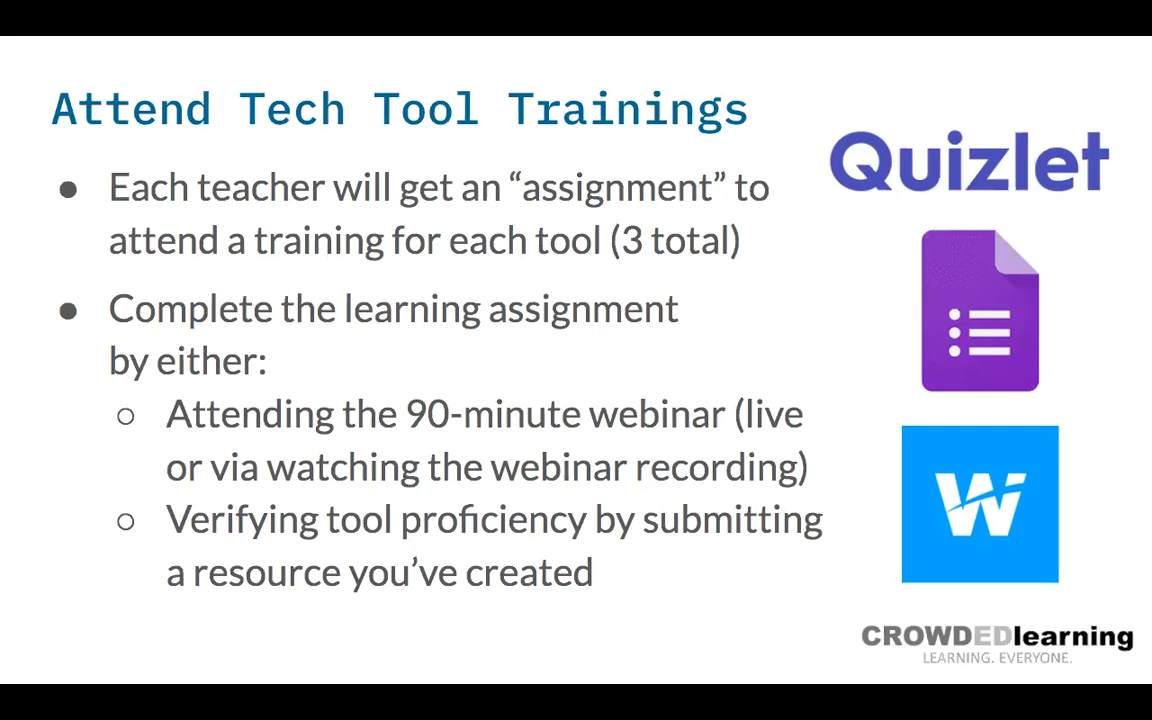 Attend Tech Tool Trainings
● Each teacher will get an “assignment” to
attend a training for each tool (3 total)
● Complete the learning assignment
by either:
○ Attending the 90-minute webinar (live
or via watching the webinar recording)
○ Verifying tool proficiency by submitting
a resource you’ve created
Quizlet
W
CROWDEDlearning
LEARNING. EVERYONE.